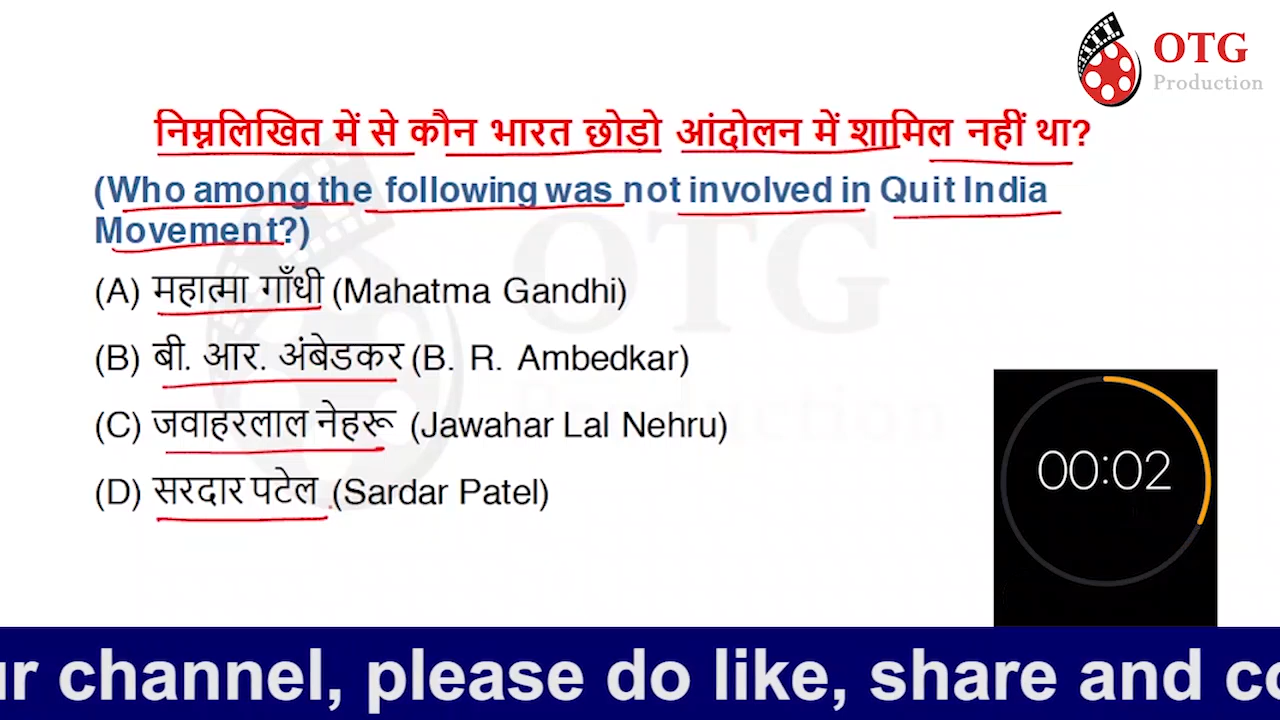 OTG
Production
निम्नलिखित में से कौन भारत छोड़ो आंदोलन में शामिल नहीं था?
(Who among the following was not involved in Quit India
Movement?)
(A) महात्मा गाँधी (Mahatma Gandhi)
(B) बी. आर. अंबेडकर (B. R. Ambedkar)
(C) जवाहरलाल नेहरू (Jawahar Lal Nehru)
(D) सरदार पटेल (Sardar Patel)
00:02
ur channel, please do like, share and co